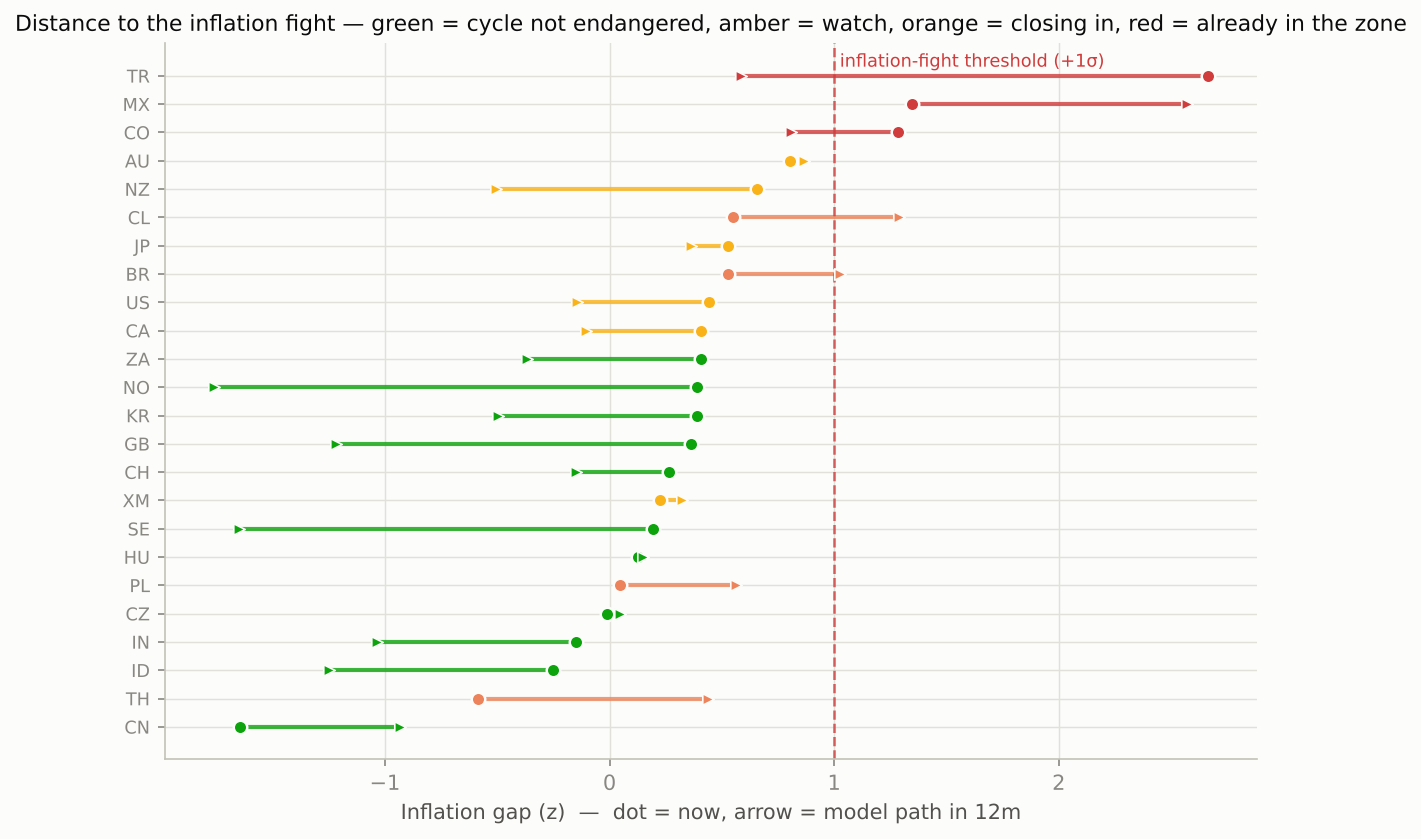 Distance to the inflation fight — green = cycle not endangered, amber = watch, orange = closing in, red = already in the zone
inflation-fight threshold (+1σ)
TR
MX
CO
AU
NZ
CL
JP
BR
US
CA
ZA
NO
KR
GB
CH
XM
SE
HU
PL
CZ
IN
ID
TH
CN
−1 0 1 2
Inflation gap (z) — dot = now, arrow = model path in 12m